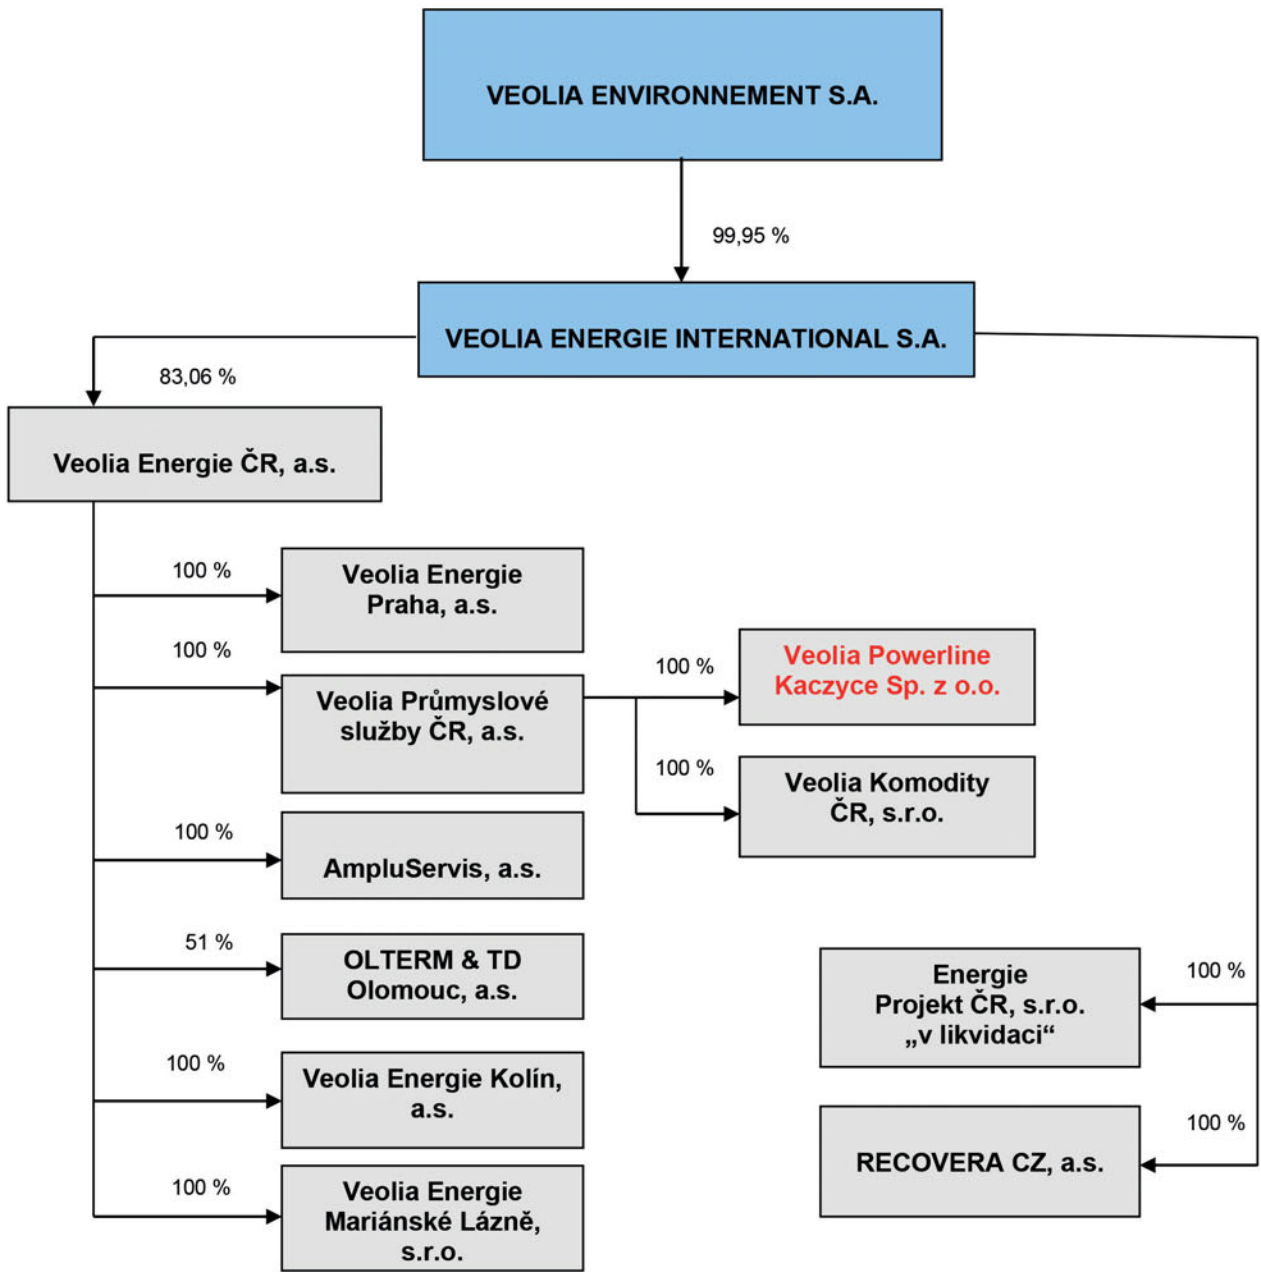 VEOLIA ENVIRONNEMENT S.A.
99,95 %
VEOLIA ENERGIE INTERNATIONAL S.A.
83,06 %
Veolia Energie ČR, a.s.
100 %
Veolia Energie
Praha, a.s.
100 %
Veolia Průmyslové
služby ČR, a.s.
100 %
Veolia Powerline
Kaczyce Sp. z o.o.
100 %
Veolia Komodity
ČR, s.r.o.
100 %
AmpluServis, a.s.
51 %
OLTERM & TD
Olomouc, a.s.
100 %
Veolia Energie Kolín,
a.s.
100 %
Veolia Energie
Mariánské Lázně,
s.r.o.
100 %
Energie
Projekt ČR, s.r.o.
„v likvidaci“
100 %
RECOVERA CZ, a.s.